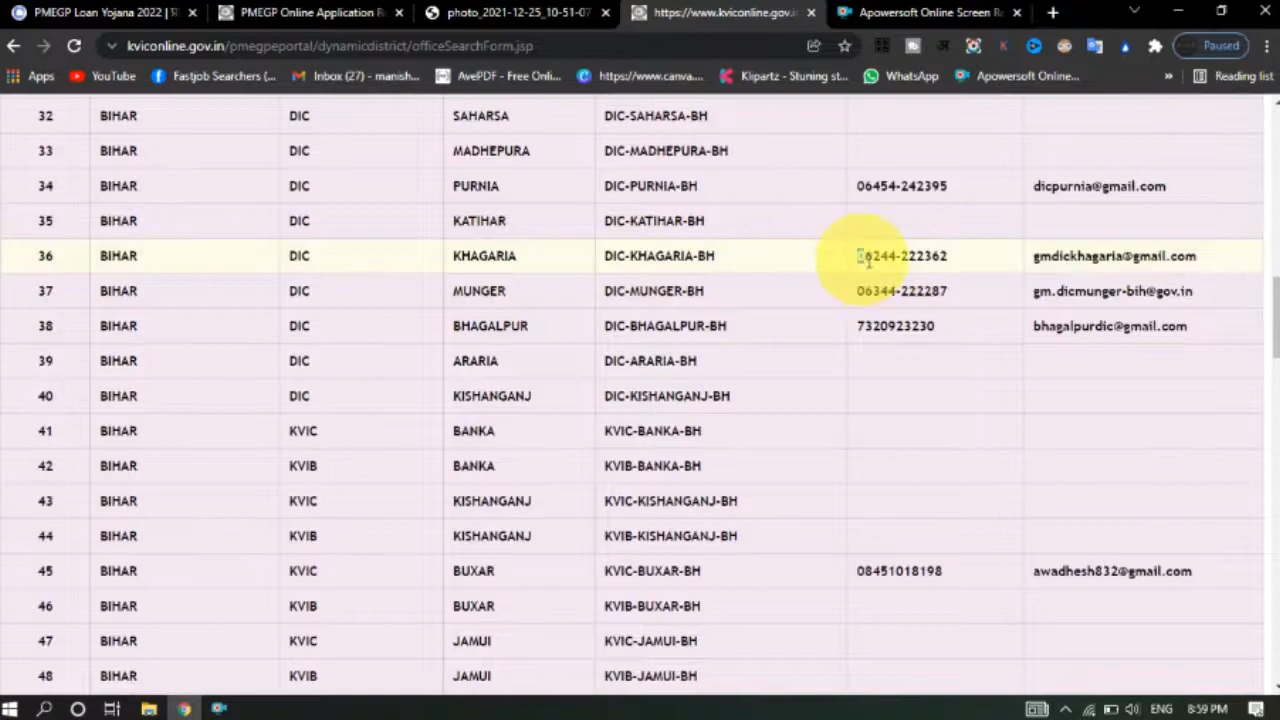 PMEGP Loan Yojana 2022 |
PMEGP Online Application
photo_2021-12-25_10-51-07
https://www.kviconline.gov.in
Apowersoft Online Screen Re
kviconline.gov.in/pmegpeportal/dynamicdistrict/officeSearchForm.jsp
Paused
Apps YouTube Fastjob Searchers (... Inbox (27) - manish... AvePDF - Free Onli... https://www.canva.... Klipartz - Stuning st... WhatsApp Apowersoft Online... » Reading list
32 BIHAR DIC SAHARSA DIC-SAHARSA-BH
33 BIHAR DIC MADHEPURA DIC-MADHEPURA-BH
34 BIHAR DIC PURNIA DIC-PURNIA-BH 06454-242395 dicpurnia@gmail.com
35 BIHAR DIC KATIHAR DIC-KATIHAR-BH
36 BIHAR DIC KHAGARIA DIC-KHAGARIA-BH 06244-222362 gmdickhagaria@gmail.com
37 BIHAR DIC MUNGER DIC-MUNGER-BH 06344-222287 gm.dicmunger-bih@gov.in
38 BIHAR DIC BHAGALPUR DIC-BHAGALPUR-BH 7320923230 bhagalpurdic@gmail.com
39 BIHAR DIC ARARIA DIC-ARARIA-BH
40 BIHAR DIC KISHANGANJ DIC-KISHANGANJ-BH
41 BIHAR KVIC BANKA KVIC-BANKA-BH
42 BIHAR KVIB BANKA KVIB-BANKA-BH
43 BIHAR KVIC KISHANGANJ KVIC-KISHANGANJ-BH
44 BIHAR KVIB KISHANGANJ KVIB-KISHANGANJ-BH
45 BIHAR KVIC BUXAR KVIC-BUXAR-BH 08451018198 awadhesh832@gmail.com
46 BIHAR KVIB BUXAR KVIB-BUXAR-BH
47 BIHAR KVIC JAMUI KVIC-JAMUI-BH
48 BIHAR KVIB JAMUI KVIB-JAMUI-BH
ENG 8:59 PM